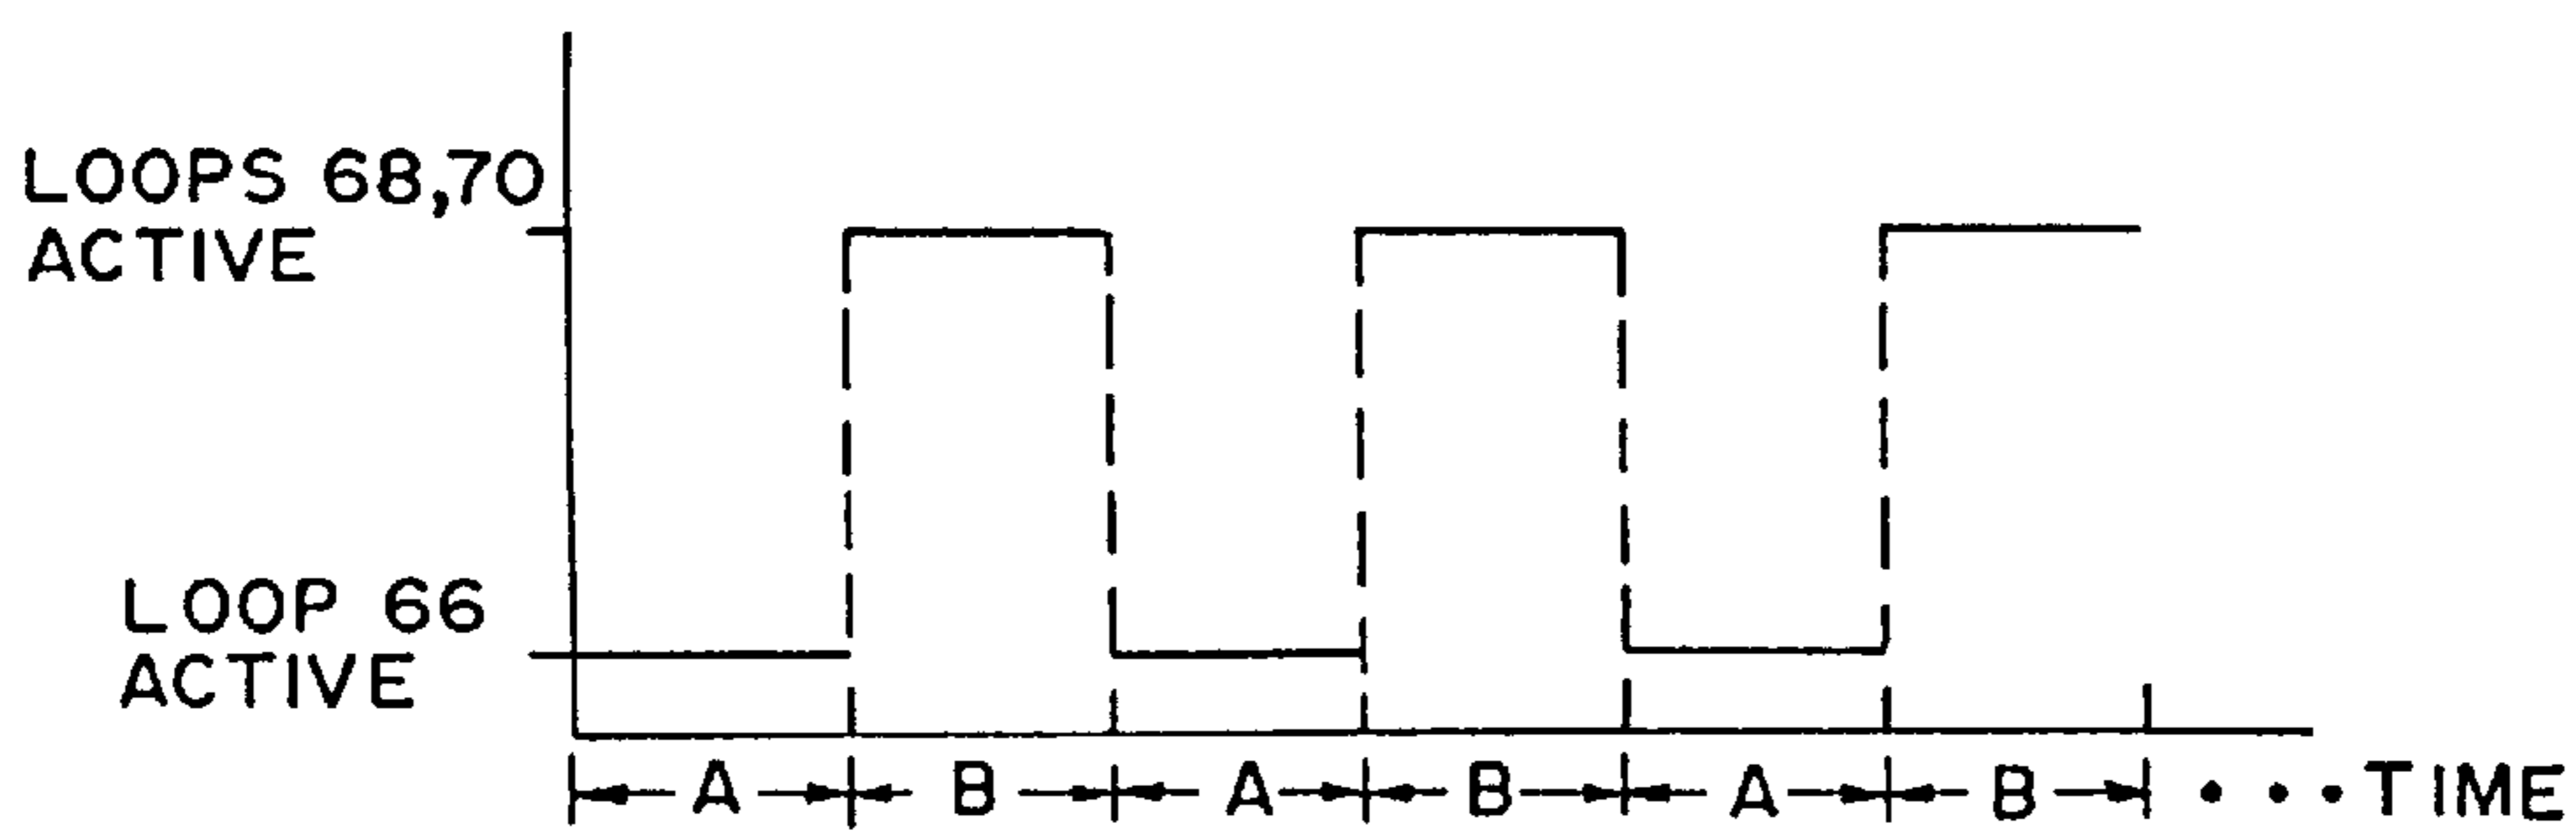 LOOPS 68,70
ACTIVE
LOOP 66
ACTIVE
A B A B A B • • • TIME